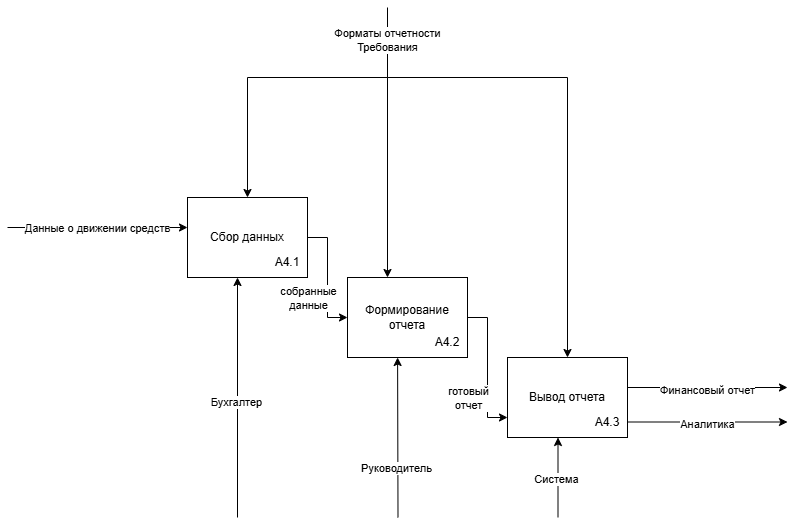 Форматы отчетности
Требования
Данные о движении средств
Сбор данных
A4.1
собранные
данные
Формирование
отчета
A4.2
Бухгалтер
готовый
отчет
Вывод отчета
A4.3
Финансовый отчет
Аналитика
Руководитель
Система